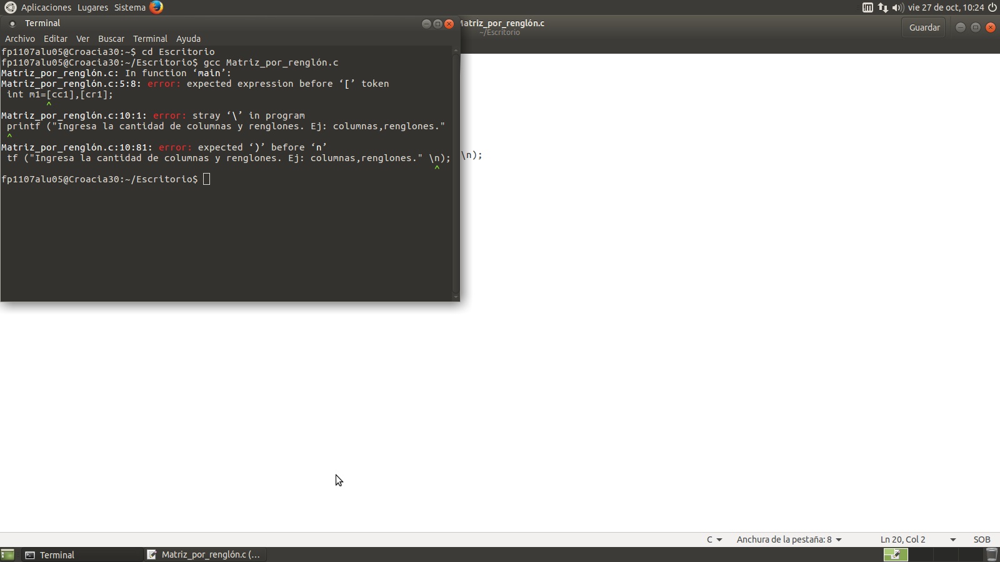 Aplicaciones Lugares Sistema
vie 27 de oct, 10:24
Terminal
Matriz_por_renglón.c
~/Escritorio
Guardar
Archivo Editar Ver Buscar Terminal Ayuda
fp1107alu05@Croacia30:~$ cd Escritorio
fp1107alu05@Croacia30:~/Escritorio$ gcc Matriz_por_renglón.c
Matriz_por_renglón.c: In function ‘main’:
Matriz_por_renglón.c:5:8: error: expected expression before ‘[’ token
int m1=[cc1],[cr1];
^
Matriz_por_renglón.c:10:1: error: stray ‘\’ in program
printf ("Ingresa la cantidad de columnas y renglones. Ej: columnas,renglones."
^
Matriz_por_renglón.c:10:81: error: expected ‘)’ before ‘n’
tf ("Ingresa la cantidad de columnas y renglones. Ej: columnas,renglones." \n);
^
\n);
fp1107alu05@Croacia30:~/Escritorio$
C Anchura de la pestaña: 8 Ln 20, Col 2 SOB
Terminal
Matriz_por_renglón.c (...